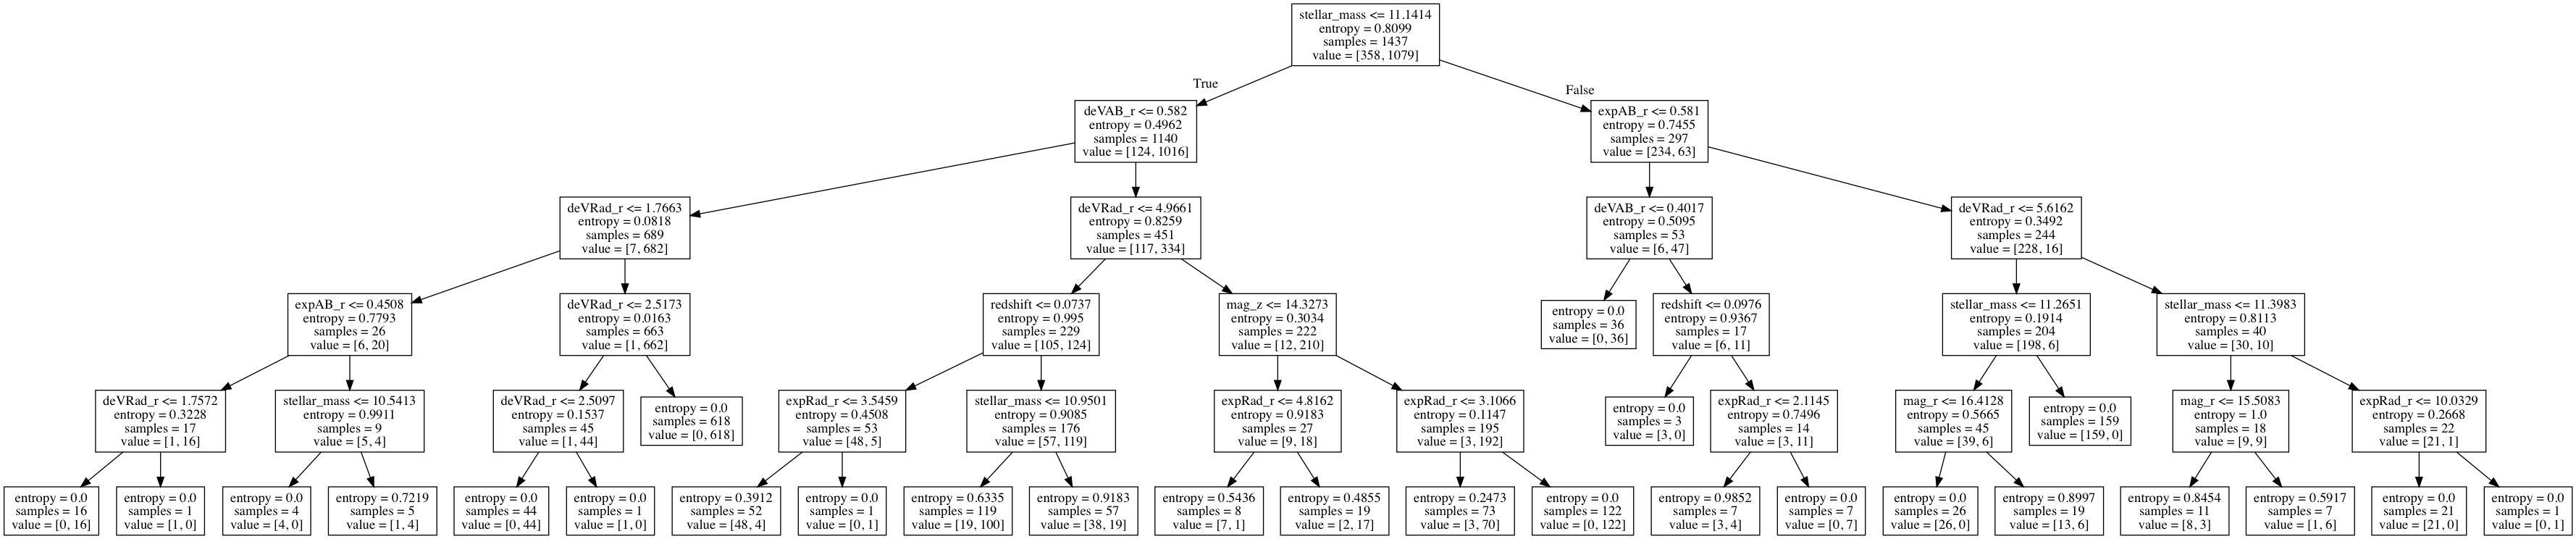 stellar_mass <= 11.1414
entropy = 0.8099
samples = 1437
value = [358, 1079]
True
False
deVAB_r <= 0.582
entropy = 0.4962
samples = 1140
value = [124, 1016]
expAB_r <= 0.581
entropy = 0.7455
samples = 297
value = [234, 63]
deVRad_r <= 1.7663
entropy = 0.0818
samples = 689
value = [7, 682]
deVRad_r <= 4.9661
entropy = 0.8259
samples = 451
value = [117, 334]
deVAB_r <= 0.4017
entropy = 0.5095
samples = 53
value = [6, 47]
deVRad_r <= 5.6162
entropy = 0.3492
samples = 244
value = [228, 16]
expAB_r <= 0.4508
entropy = 0.7793
samples = 26
value = [6, 20]
deVRad_r <= 2.5173
entropy = 0.0163
samples = 663
value = [1, 662]
redshift <= 0.0737
entropy = 0.995
samples = 229
value = [105, 124]
mag_z <= 14.3273
entropy = 0.3034
samples = 222
value = [12, 210]
entropy = 0.0
samples = 36
value = [0, 36]
redshift <= 0.0976
entropy = 0.9367
samples = 17
value = [6, 11]
stellar_mass <= 11.2651
entropy = 0.1914
samples = 204
value = [198, 6]
stellar_mass <= 11.3983
entropy = 0.8113
samples = 40
value = [30, 10]
deVRad_r <= 1.7572
entropy = 0.3228
samples = 17
value = [1, 16]
stellar_mass <= 10.5413
entropy = 0.9911
samples = 9
value = [5, 4]
deVRad_r <= 2.5097
entropy = 0.1537
samples = 45
value = [1, 44]
entropy = 0.0
samples = 618
value = [0, 618]
expRad_r <= 3.5459
entropy = 0.4508
samples = 53
value = [48, 5]
stellar_mass <= 10.9501
entropy = 0.9085
samples = 176
value = [57, 119]
expRad_r <= 4.8162
entropy = 0.9183
samples = 27
value = [9, 18]
expRad_r <= 3.1066
entropy = 0.1147
samples = 195
value = [3, 192]
entropy = 0.0
samples = 3
value = [3, 0]
expRad_r <= 2.1145
entropy = 0.7496
samples = 14
value = [3, 11]
mag_r <= 16.4128
entropy = 0.5665
samples = 45
value = [39, 6]
entropy = 0.0
samples = 159
value = [159, 0]
mag_r <= 15.5083
entropy = 1.0
samples = 18
value = [9, 9]
expRad_r <= 10.0329
entropy = 0.2668
samples = 22
value = [21, 1]
entropy = 0.0
samples = 16
value = [0, 16]
entropy = 0.0
samples = 1
value = [1, 0]
entropy = 0.0
samples = 4
value = [4, 0]
entropy = 0.7219
samples = 5
value = [1, 4]
entropy = 0.0
samples = 44
value = [0, 44]
entropy = 0.0
samples = 1
value = [1, 0]
entropy = 0.3912
samples = 52
value = [48, 4]
entropy = 0.0
samples = 1
value = [0, 1]
entropy = 0.6335
samples = 119
value = [19, 100]
entropy = 0.9183
samples = 57
value = [38, 19]
entropy = 0.5436
samples = 8
value = [7, 1]
entropy = 0.4855
samples = 19
value = [2, 17]
entropy = 0.2473
samples = 73
value = [3, 70]
entropy = 0.0
samples = 122
value = [0, 122]
entropy = 0.9852
samples = 7
value = [3, 4]
entropy = 0.0
samples = 7
value = [0, 7]
entropy = 0.0
samples = 26
value = [26, 0]
entropy = 0.8997
samples = 19
value = [13, 6]
entropy = 0.8454
samples = 11
value = [8, 3]
entropy = 0.5917
samples = 7
value = [1, 6]
entropy = 0.0
samples = 21
value = [21, 0]
entropy = 0.0
samples = 1
value = [0, 1]